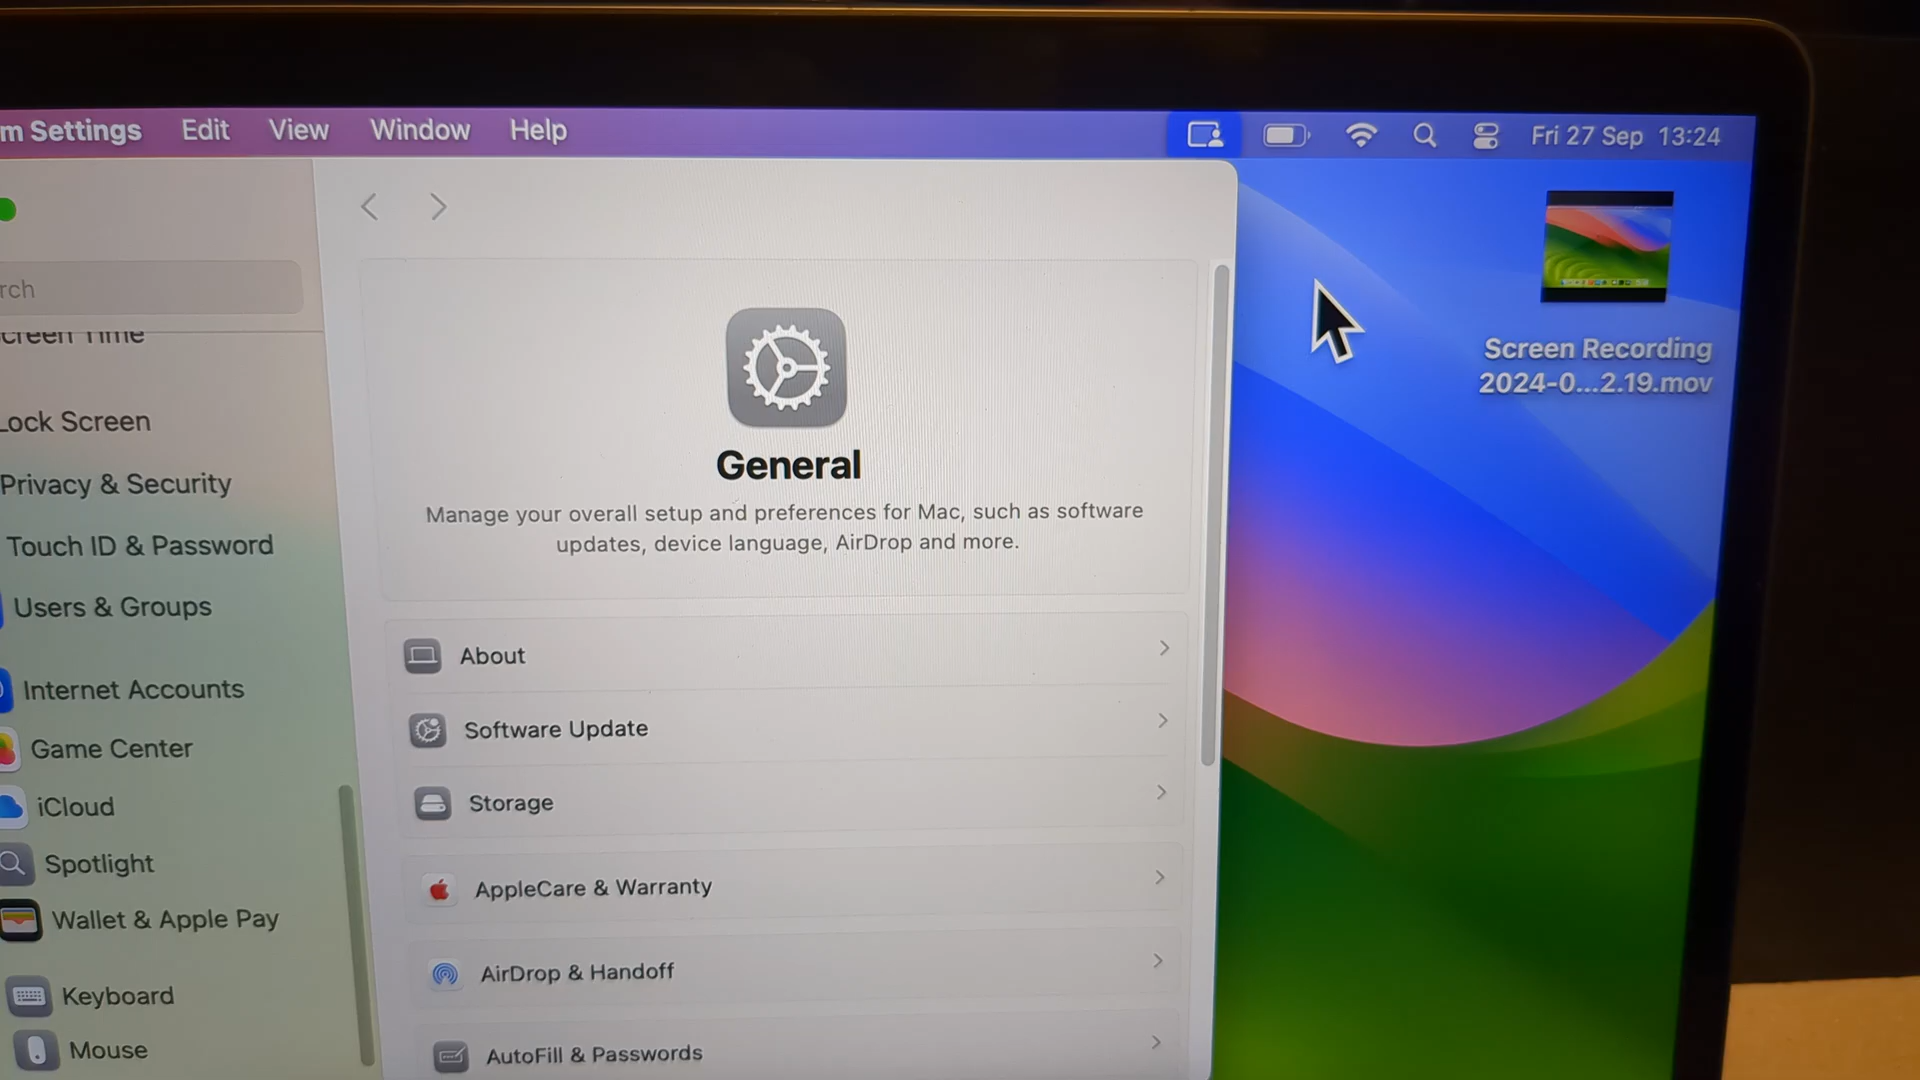 m Settings Edit View Window Help Fri 27 Sep 13:24
rch
Screen Time
Lock Screen
Privacy & Security
Touch ID & Password
Users & Groups
Internet Accounts
Game Center
iCloud
Spotlight
Wallet & Apple Pay
Keyboard
Mouse
General
Manage your overall setup and preferences for Mac, such as software
updates, device language, AirDrop and more.
About
Software Update
Storage
AppleCare & Warranty
AirDrop & Handoff
AutoFill & Passwords
Screen Recording
2024-0...2.19.mov